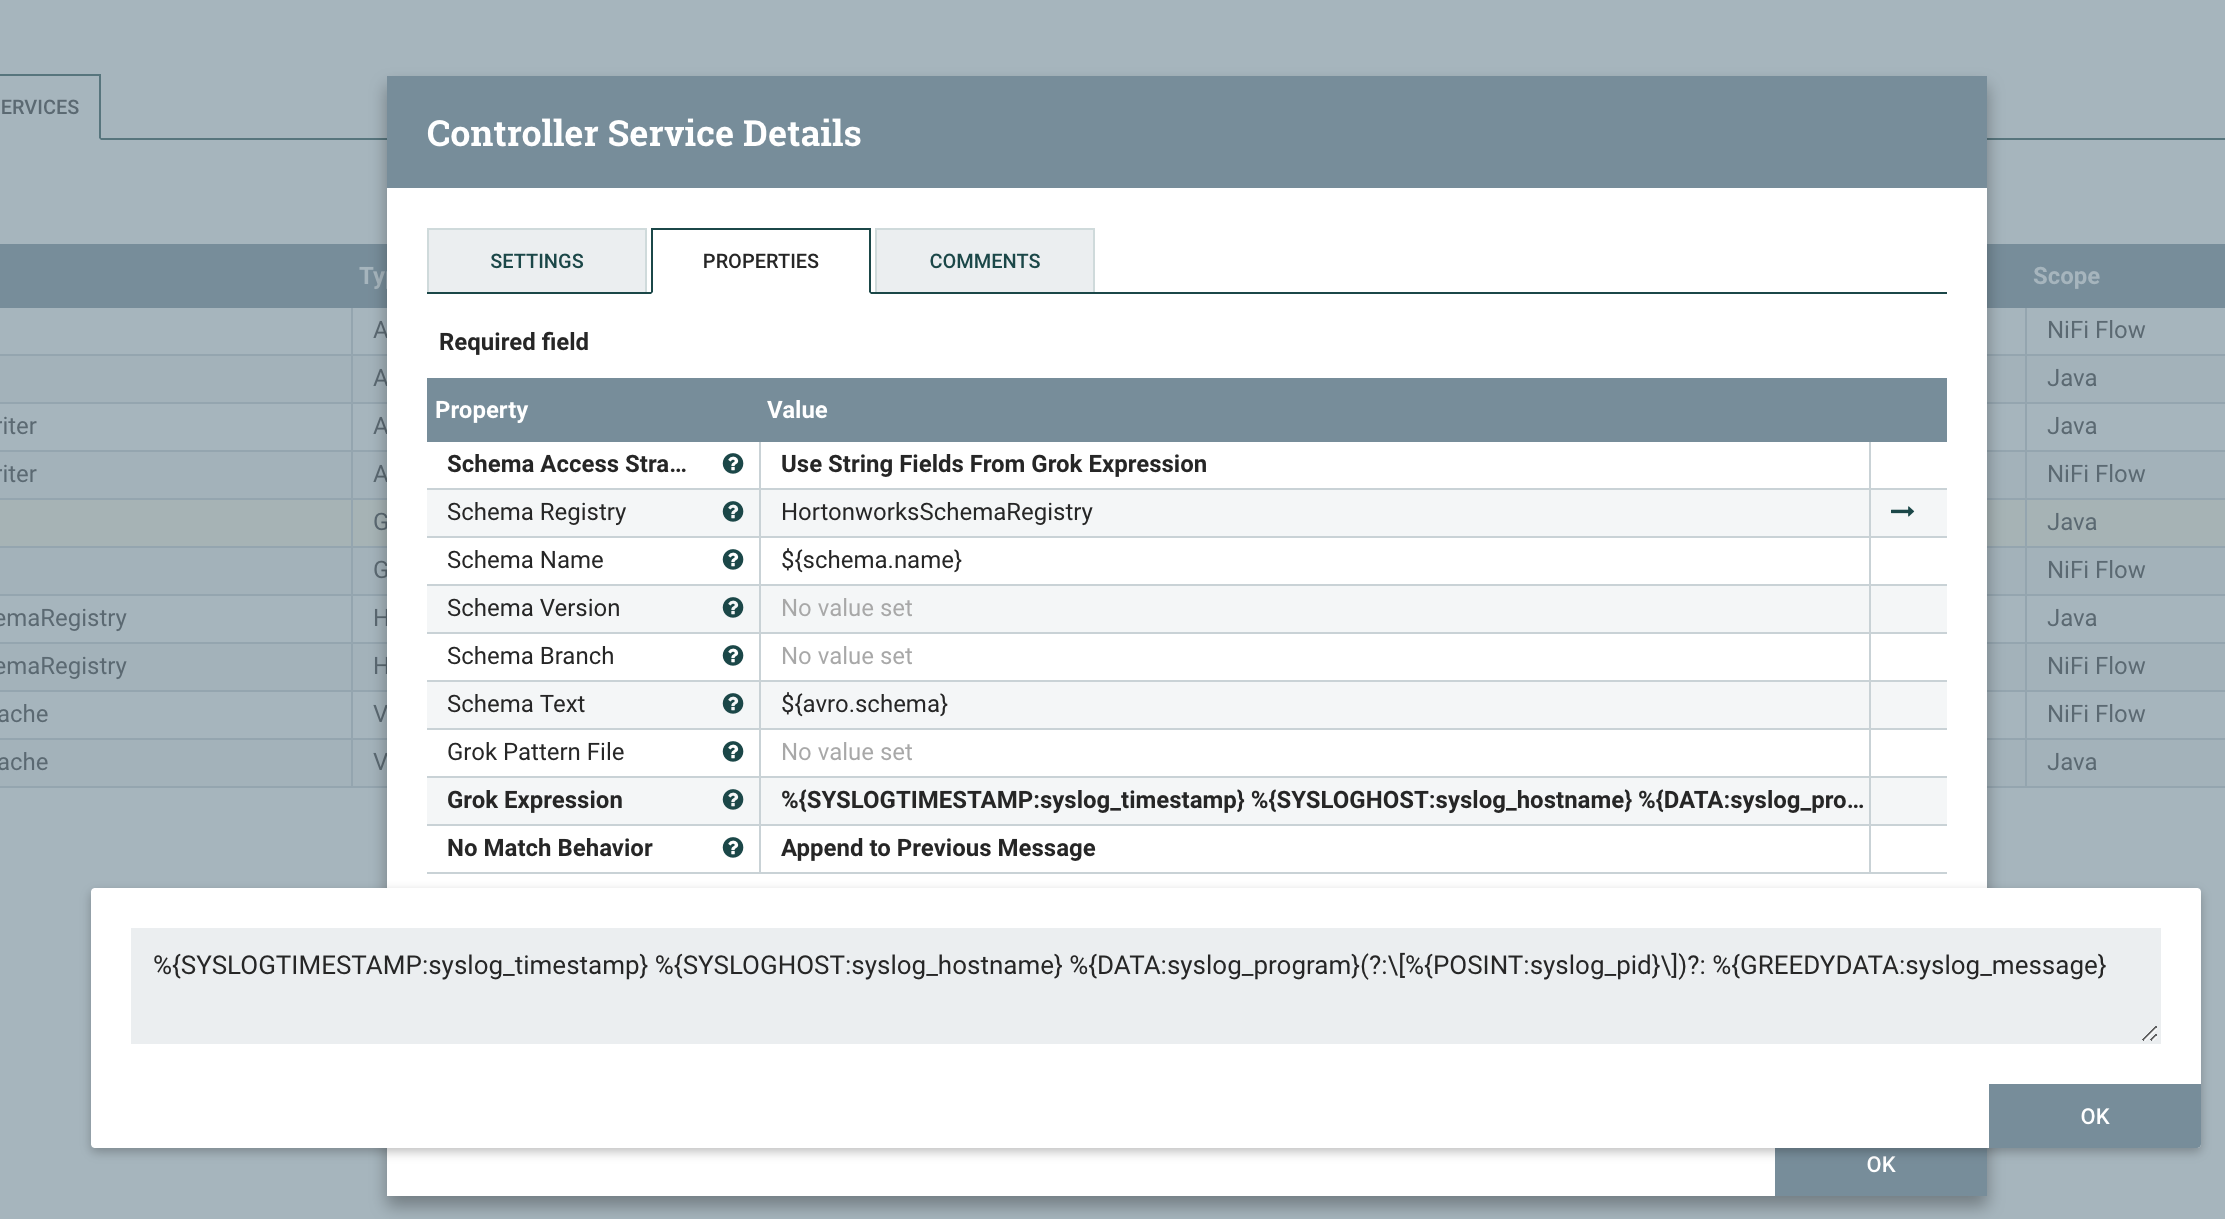 ERVICES
Controller Service Details
SETTINGS PROPERTIES COMMENTS
Required field
Ty Scope
Property Value
A NiFi Flow
A Java
riter A Java
riter A NiFi Flow
G Java
G NiFi Flow
emaRegistry H Java
emaRegistry H NiFi Flow
ache V NiFi Flow
ache V Java
Schema Access Stra... ? Use String Fields From Grok Expression
Schema Registry ? HortonworksSchemaRegistry →
Schema Name ? ${schema.name}
Schema Version ? No value set
Schema Branch ? No value set
Schema Text ? ${avro.schema}
Grok Pattern File ? No value set
Grok Expression ? %{SYSLOGTIMESTAMP:syslog_timestamp} %{SYSLOGHOST:syslog_hostname} %{DATA:syslog_pro...
No Match Behavior ? Append to Previous Message
%{SYSLOGTIMESTAMP:syslog_timestamp} %{SYSLOGHOST:syslog_hostname} %{DATA:syslog_program}(?:\[%{POSINT:syslog_pid}\])?: %{GREEDYDATA:syslog_message}
OK
OK